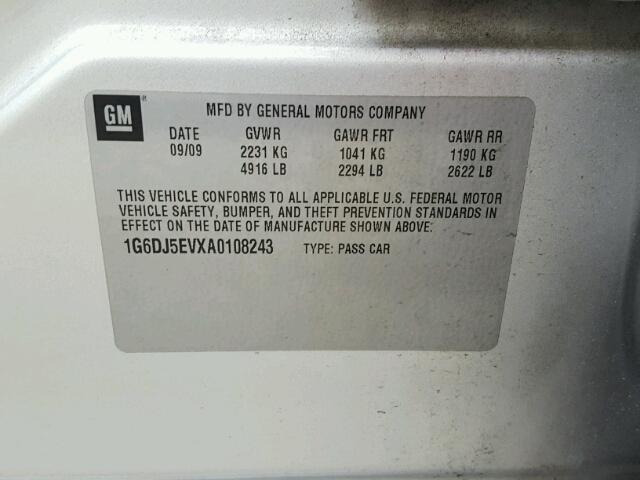 GM ®
MFD BY GENERAL MOTORS COMPANY
DATE GVWR GAWR FRT GAWR RR
09/09 2231 KG 1041 KG 1190 KG
4916 LB 2294 LB 2622 LB
THIS VEHICLE CONFORMS TO ALL APPLICABLE U.S. FEDERAL MOTOR
VEHICLE SAFETY, BUMPER, AND THEFT PREVENTION STANDARDS IN
EFFECT ON THE DATE OF MANUFACTURE SHOWN ABOVE:
1G6DJ5EVXA0108243 TYPE: PASS CAR